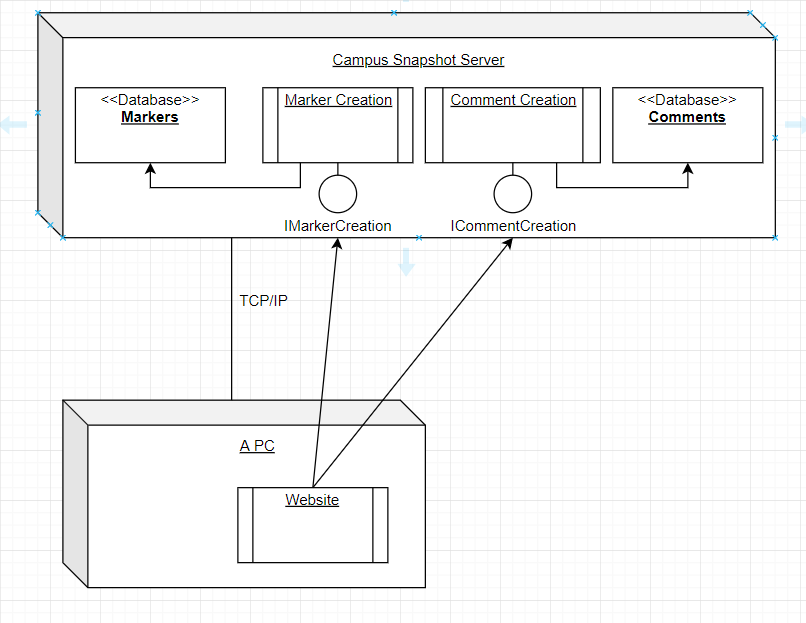 Campus Snapshot Server
<<Database>>
Markers
Marker Creation
Comment Creation
<<Database>>
Comments
IMarkerCreation
ICommentCreation
TCP/IP
A PC
Website